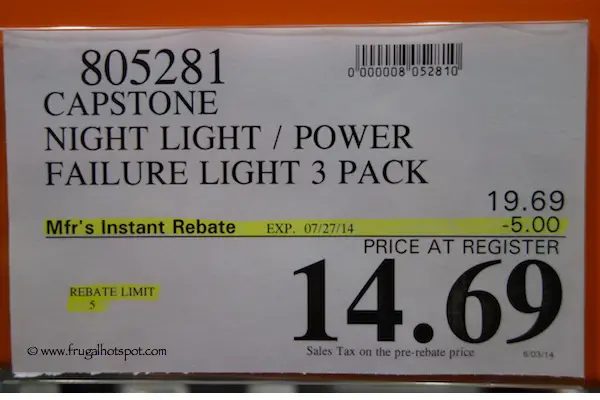 805281
0 000008 052810
CAPSTONE
NIGHT LIGHT / POWER
FAILURE LIGHT 3 PACK
19.69
Mfr's Instant Rebate EXP. 07/27/14 -5.00
PRICE AT REGISTER
14.69
REBATE LIMIT
5
Sales Tax on the pre-rebate price 6/03/14
© www.frugalhotspot.com